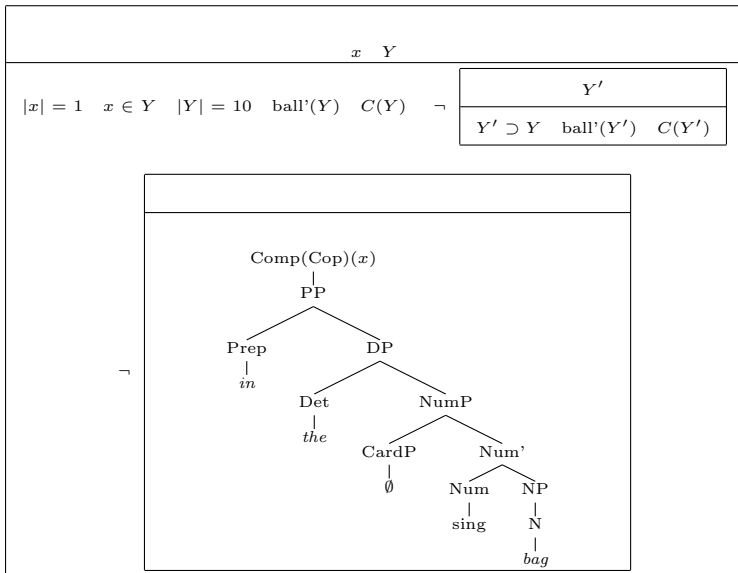 x Y
|x| = 1 x ∈ Y |Y| = 10 ball'(Y) C(Y) ¬
Y′
Y′ ⊃ Y ball'(Y′) C(Y′)
¬
Comp(Cop)(x)
PP
Prep DP
in
Det NumP
the
CardP Num'
∅
Num NP
sing N
bag